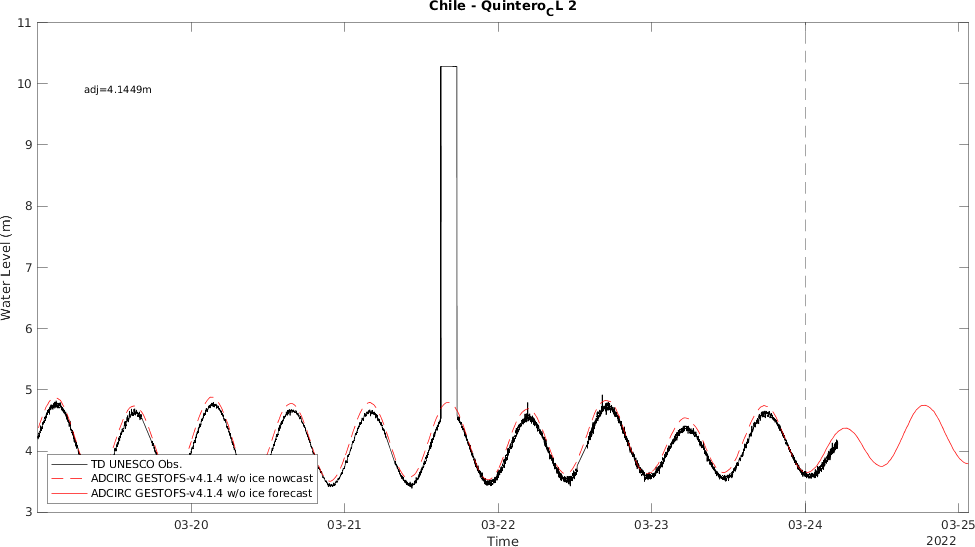 Chile - Quintero_CL 2
11
10
9
8
7
6
5
4
3
Water Level (m)
adj=4.1449m
TD UNESCO Obs.
ADCIRC GESTOFS-v4.1.4 w/o ice nowcast
ADCIRC GESTOFS-v4.1.4 w/o ice forecast
03-20 03-21 03-22 03-23 03-24 03-25
Time
2022